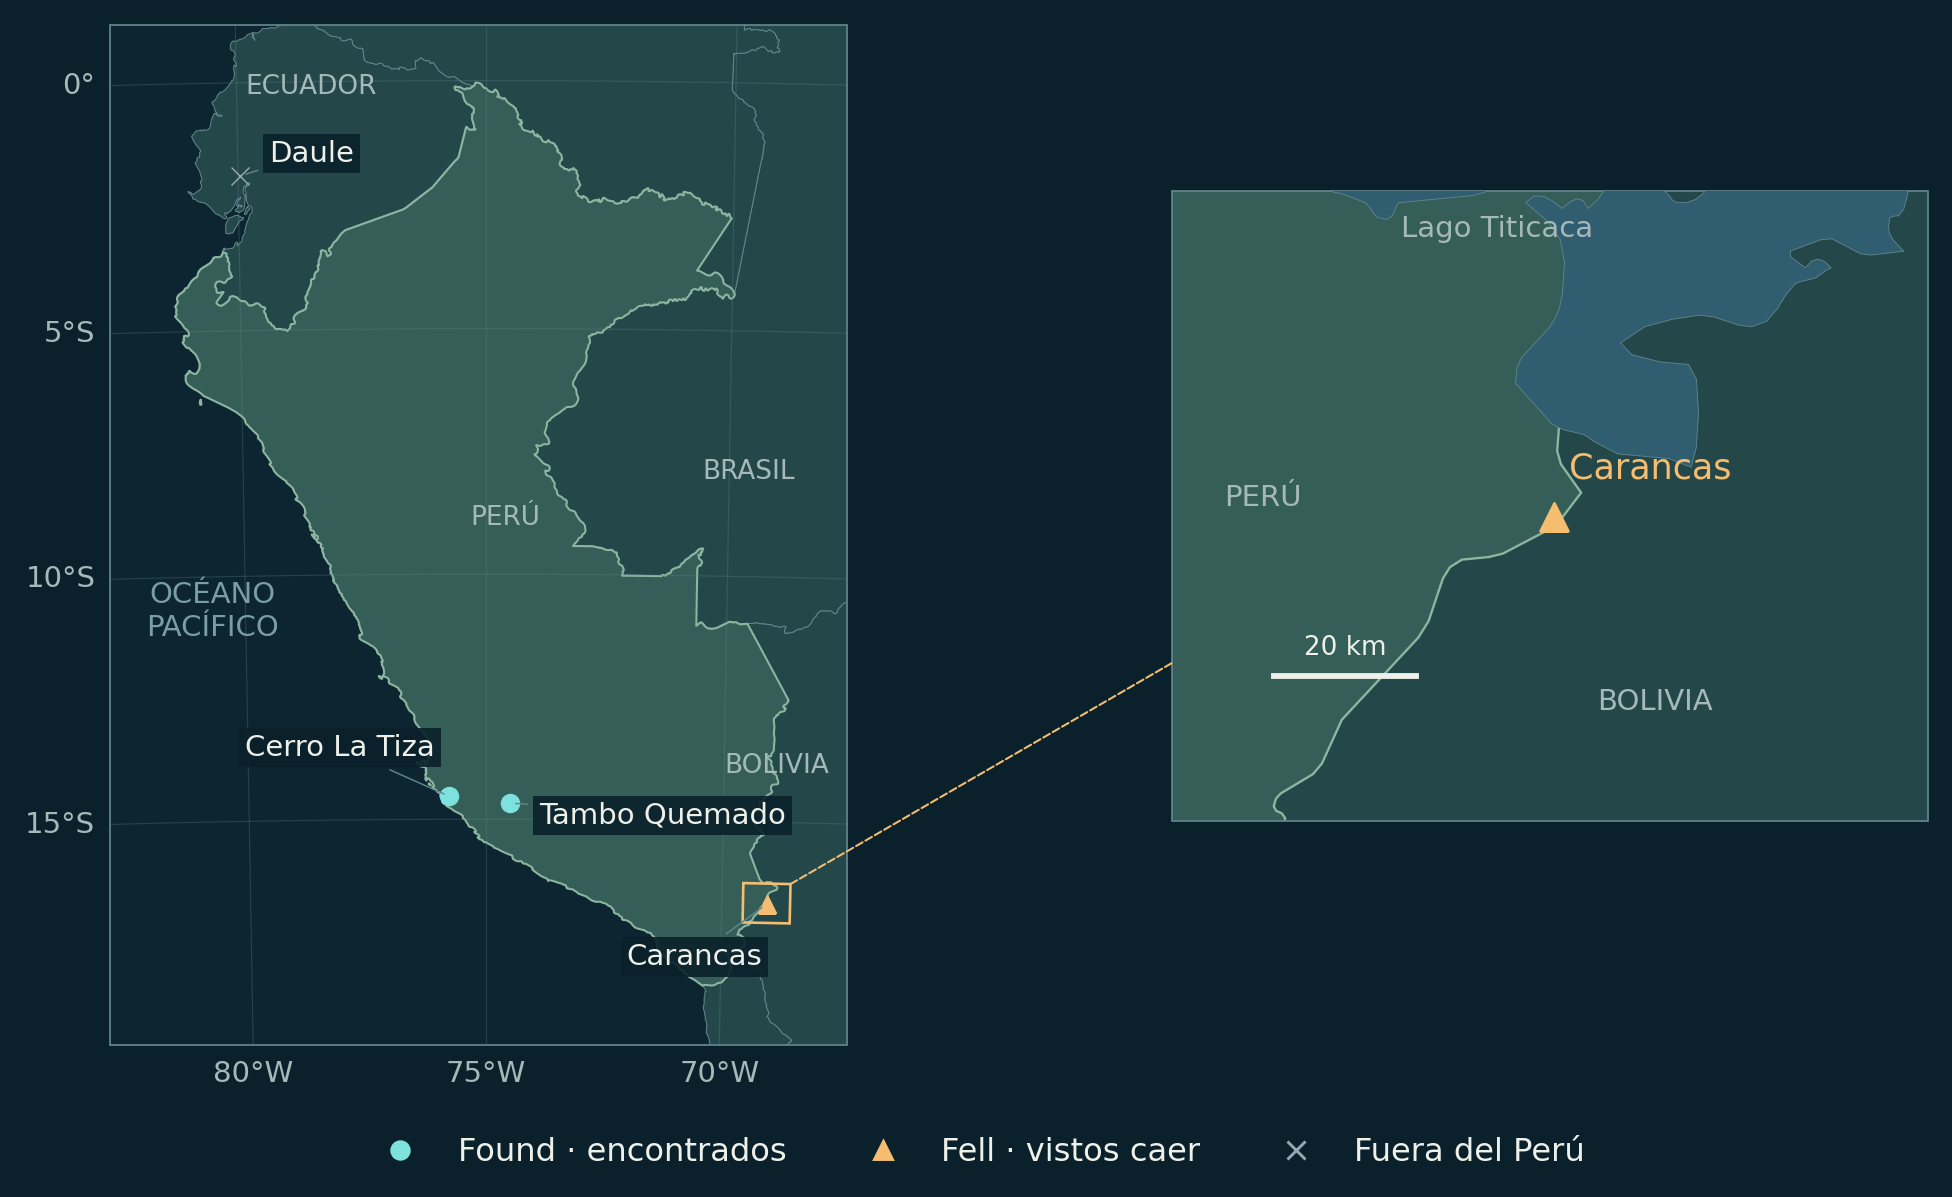 0°
ECUADOR
Daule
5°S
BRASIL
PERÚ
10°S
OCÉANO
PACÍFICO
Cerro La Tiza
BOLIVIA
Tambo Quemado
15°S
Carancas
80°W
75°W
70°W
Lago Titicaca
Carancas
PERÚ
20 km
BOLIVIA
Found · encontrados
Fell · vistos caer
Fuera del Perú